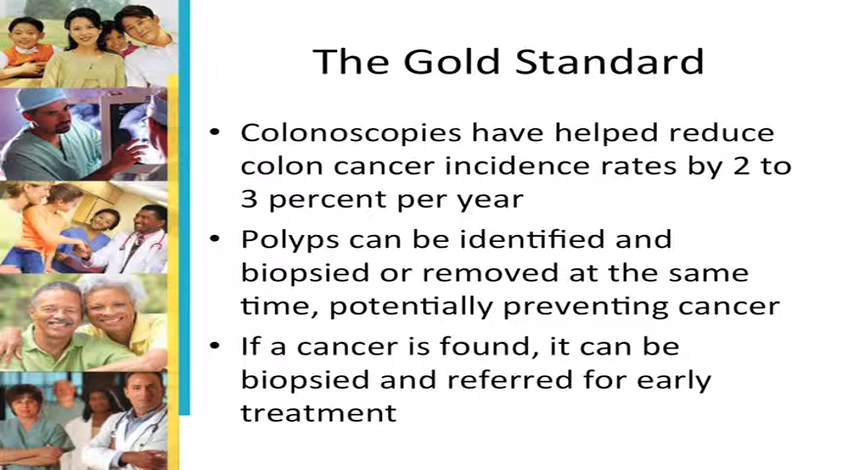 The Gold Standard
• Colonoscopies have helped reduce
colon cancer incidence rates by 2 to
3 percent per year
• Polyps can be identified and
biopsied or removed at the same
time, potentially preventing cancer
• If a cancer is found, it can be
biopsied and referred for early
treatment